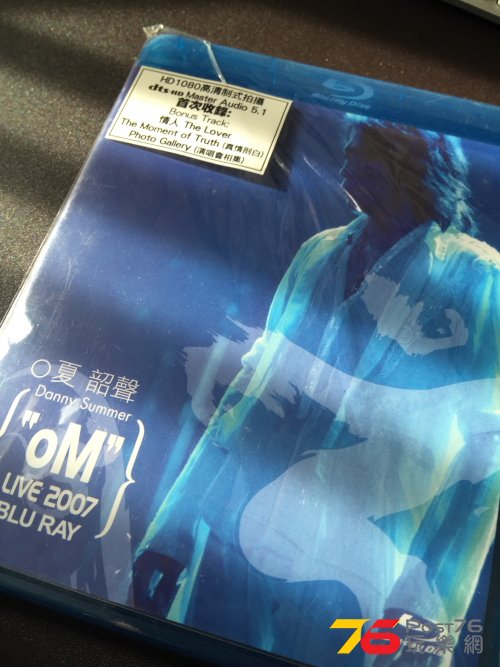 HD1080高清制式拍攝
dts-HD Master Audio 5.1
首次收錄:
Bonus Track:
情人 The Lover
The Moment of Truth (真情剖白)
Photo Gallery (演唱會相集)
Blu-ray Disc
夏 韶聲
Danny Summer
{"oM"
LIVE 2007
BLU RAY}
76 Post76
玩樂網